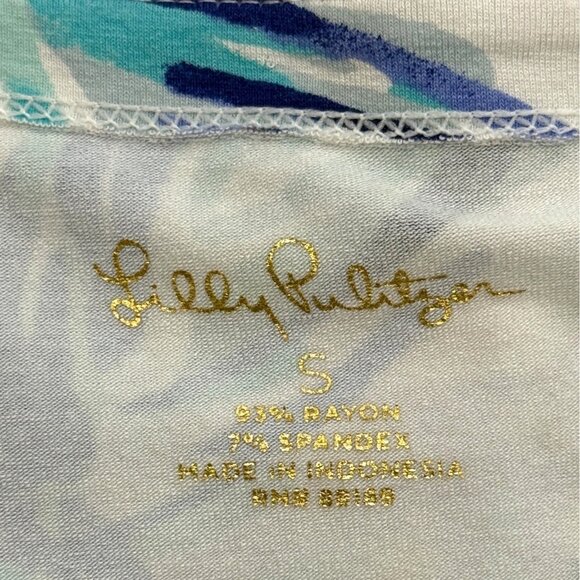 Lilly Pulitzer
S
93% RAYON
7% SPANDEX
MADE IN INDONESIA